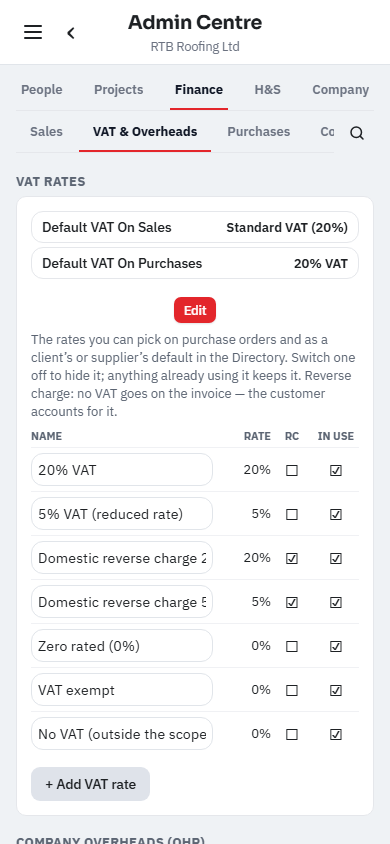 Admin Centre
RTB Roofing Ltd
People Projects Finance H&S Company
Sales VAT & Overheads Purchases Co
VAT RATES
Default VAT On Sales Standard VAT (20%)
Default VAT On Purchases 20% VAT
Edit
The rates you can pick on purchase orders and as a
client’s or supplier’s default in the Directory. Switch one
off to hide it; anything already using it keeps it. Reverse
charge: no VAT goes on the invoice — the customer
accounts for it.
NAME RATE RC IN USE
20% VAT 20%
5% VAT (reduced rate) 5%
Domestic reverse charge 2 20%
Domestic reverse charge 5 5%
Zero rated (0%) 0%
VAT exempt 0%
No VAT (outside the scope 0%
+ Add VAT rate
COMPANY OVERHEADS (OHP)